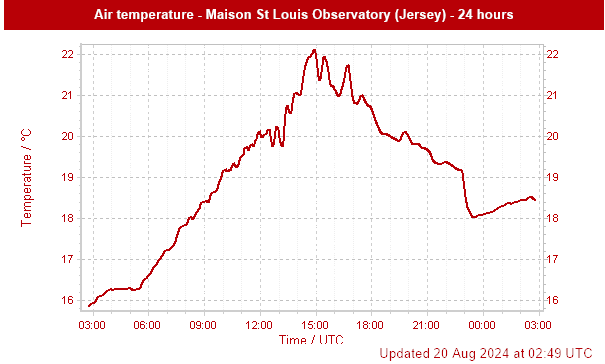 Air temperature - Maison St Louis Observatory (Jersey) - 24 hours
22 22
21 21
20 20
19 19
18 18
17 17
16 16
Temperature / °C
03:00 06:00 09:00 12:00 15:00 18:00 21:00 00:00 03:00
Time / UTC
Updated 20 Aug 2024 at 02:49 UTC